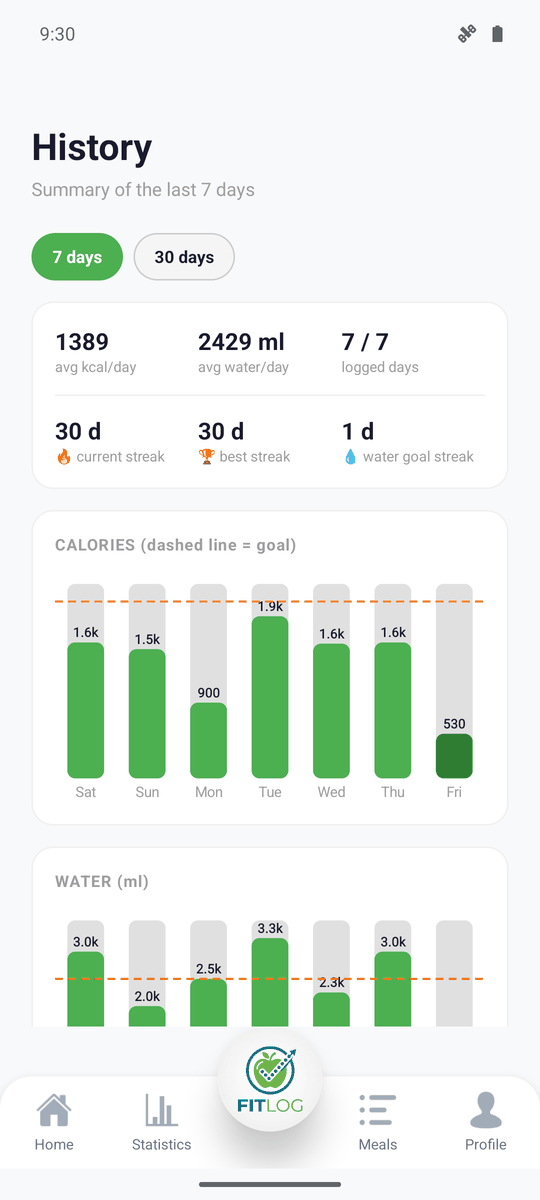 9:30
History
Summary of the last 7 days
7 days 30 days
1389 2429 ml 7 / 7
avg kcal/day avg water/day logged days
30 d 30 d 1 d
🔥 current streak 🏆 best streak 💧 water goal streak
CALORIES (dashed line = goal)
1.9k
1.6k 1.5k 1.6k 1.6k
900
530
Sat Sun Mon Tue Wed Thu Fri
WATER (ml)
3.3k
3.0k 3.0k
2.5k
2.3k
2.0k
FITLOG
Home Statistics Meals Profile